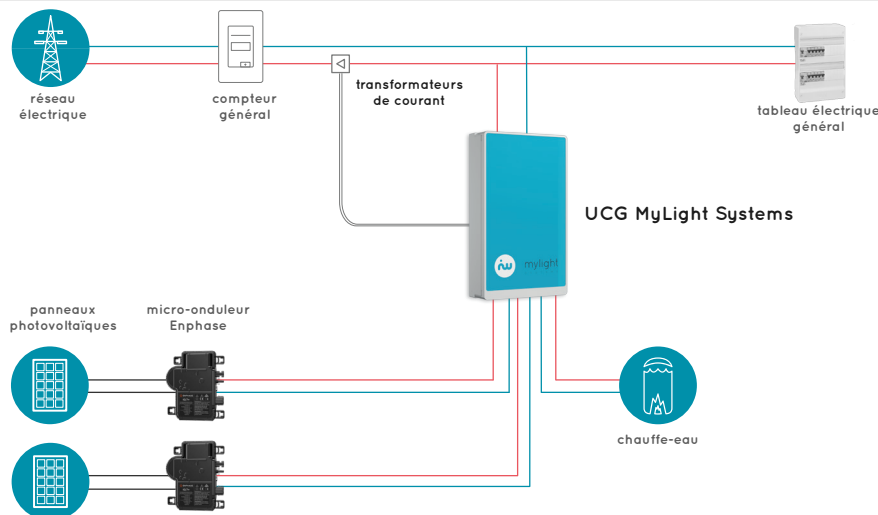 réseau
électrique
compteur
général
transformateurs
de courant
tableau électrique
général
UCG MyLight Systems
mylight
panneaux
photovoltaïques
micro-onduleur
Enphase
chauffe-eau